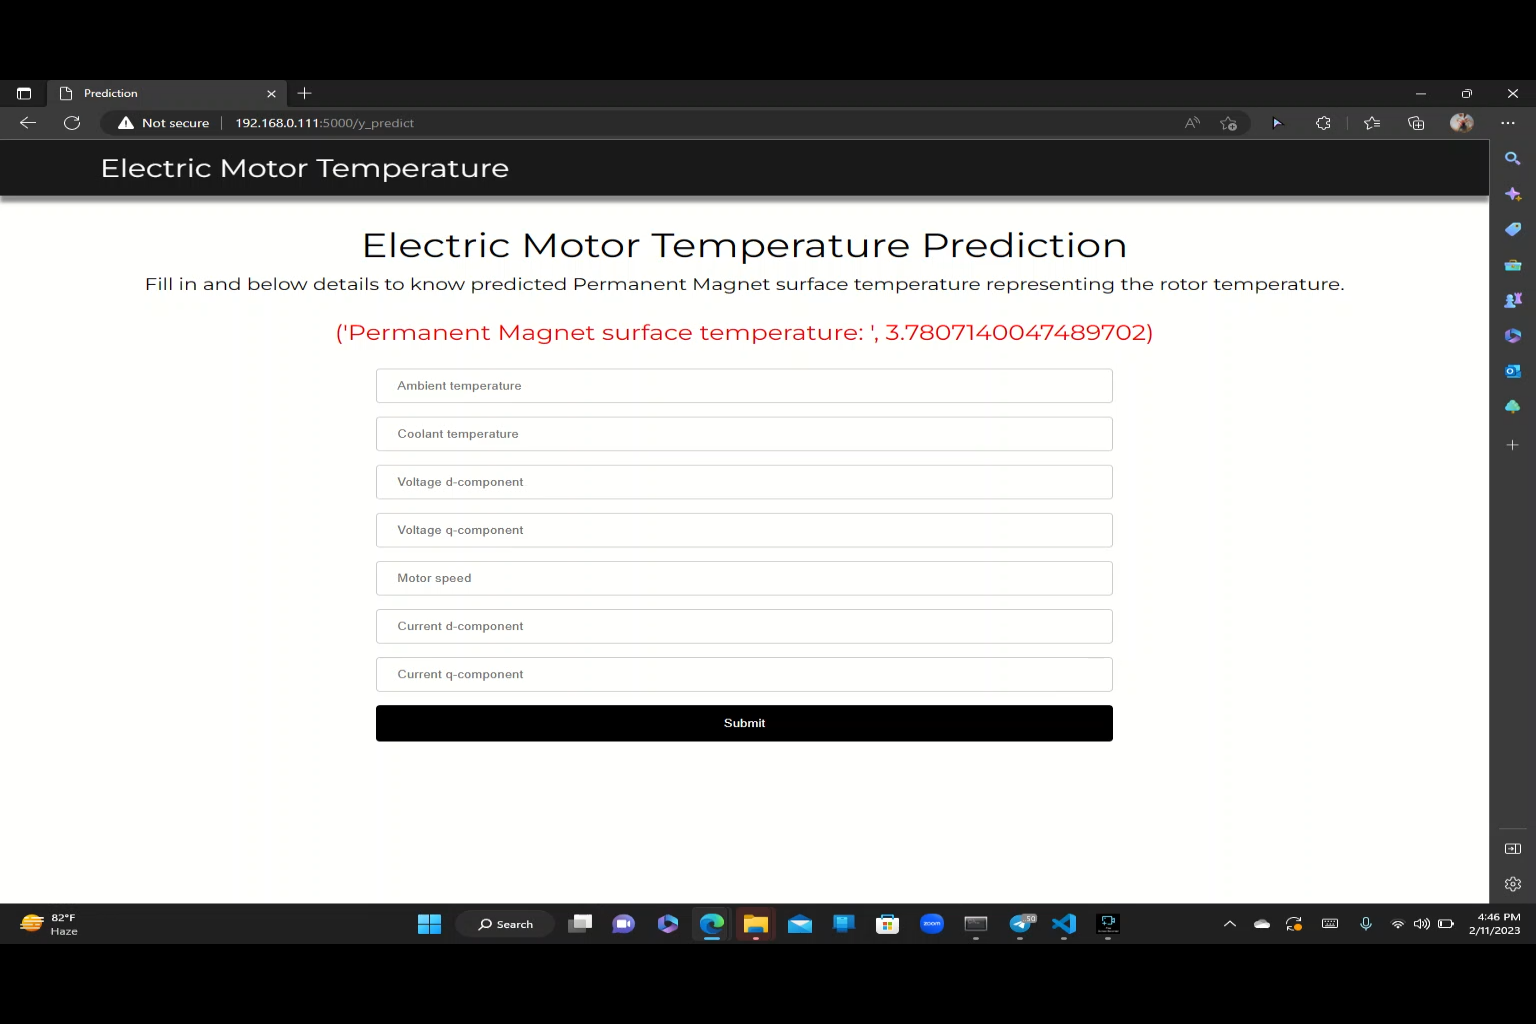 Prediction
Not secure 192.168.0.111:5000/y_predict
Electric Motor Temperature
Electric Motor Temperature Prediction
Fill in and below details to know predicted Permanent Magnet surface temperature representing the rotor temperature.
('Permanent Magnet surface temperature: ', 3.7807140047489702)
Ambient temperature
Coolant temperature
Voltage d-component
Voltage q-component
Motor speed
Current d-component
Current q-component
Submit
82°F
Haze
Search
zoom
50
4:46 PM
2/11/2023